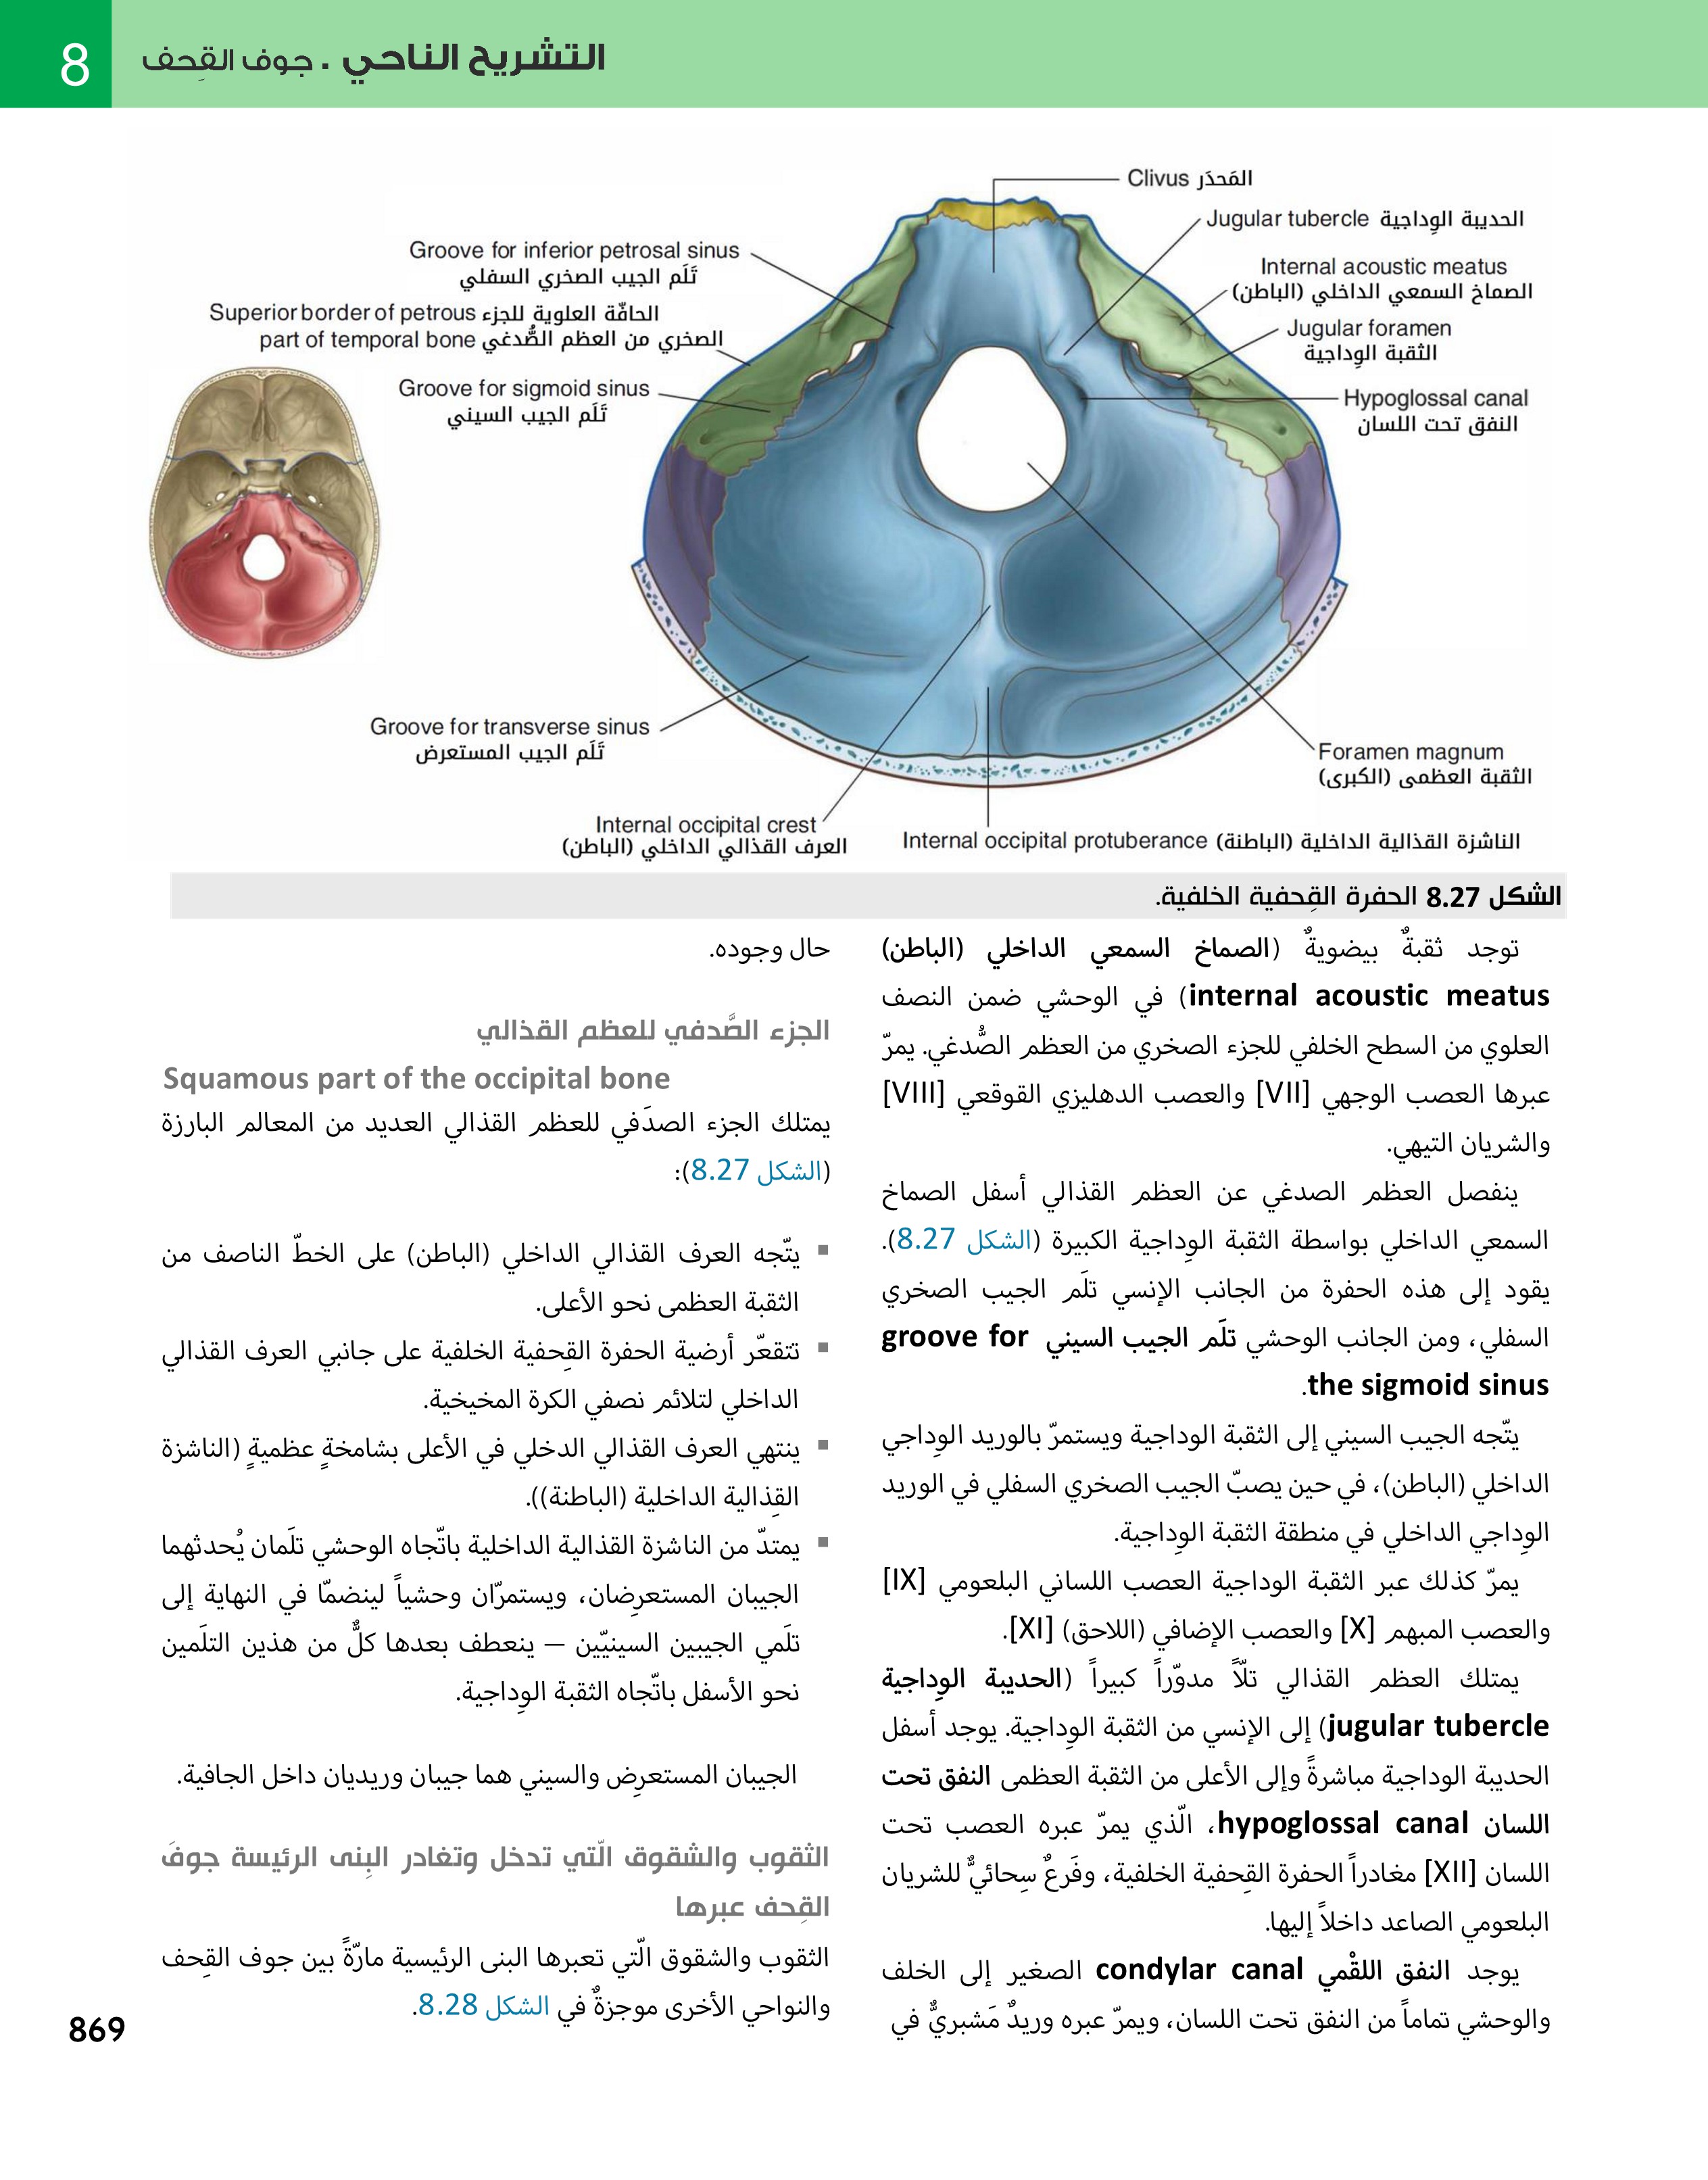 8
التشريح الناحي . جوف القِحف
Clivus المَحدَر
Jugular tubercle الحديبة الوِداجية
Internal acoustic meatus
الصماخ السمعي الداخلي (الباطن)
Jugular foramen
الثقبة الوِداجية
Hypoglossal canal
النفق تحت اللسان
Groove for inferior petrosal sinus
تَلَم الجيب الصخري السفلي
Superior border of petrous الحافّة العلوية للجزء
part of temporal bone الصخري من العظم الصُّدغي
Groove for sigmoid sinus
تَلَم الجيب السيني
Groove for transverse sinus
تَلَم الجيب المستعرض
Foramen magnum
الثقبة العظمى (الكبرى)
Internal occipital crest
العرف القذالي الداخلي (الباطن)
Internal occipital protuberance الناشزة القذالية الداخلية (الباطنة)
الشكل 8.27 الحفرة القِحفية الخلفية.
توجد ثقبةٌ بيضويةٌ (الصماخ السمعي الداخلي (الباطن)
internal acoustic meatus) في الوحشي ضمن النصف
العلوي من السطح الخلفي للجزء الصخري من العظم الصُّدغي. يمرّ
عبرها العصب الوجهي [VII] والعصب الدهليزي القوقعي [VIII]
والشريان التيهي.
ينفصل العظم الصدغي عن العظم القذالي أسفل الصماخ
السمعي الداخلي بواسطة الثقبة الوِداجية الكبيرة (الشكل 8.27).
يقود إلى هذه الحفرة من الجانب الإنسي تلَم الجيب الصخري
السفلي، ومن الجانب الوحشي تلَم الجيب السيني groove for
the sigmoid sinus.
يتّجه الجيب السيني إلى الثقبة الوداجية ويستمرّ بالوريد الوِداجي
الداخلي (الباطن)، في حين يصبّ الجيب الصخري السفلي في الوريد
الوِداجي الداخلي في منطقة الثقبة الوِداجية.
يمرّ كذلك عبر الثقبة الوداجية العصب اللساني البلعومي [IX]
والعصب المبهم [X] والعصب الإضافي (اللاحق) [XI].
يمتلك العظم القذالي تلّاً مدوّراً كبيراً (الحديبة الوِداجية
jugular tubercle) إلى الإنسي من الثقبة الوِداجية. يوجد أسفل
الحديبة الوداجية مباشرةً وإلى الأعلى من الثقبة العظمى النفق تحت
اللسان hypoglossal canal، الّذي يمرّ عبره العصب تحت
اللسان [XII] مغادراً الحفرة القِحفية الخلفية، وفَرعٌ سِحائيٌّ للشريان
البلعومي الصاعد داخلاً إليها.
يوجد النفق اللقْمي condylar canal الصغير إلى الخلف
والوحشي تماماً من النفق تحت اللسان، ويمرّ عبره وريدٌ مَشبريٌّ في
حال وجوده.
الجزء الصَّدفي للعظم القذالي
Squamous part of the occipital bone
يمتلك الجزء الصدَفي للعظم القذالي العديد من المعالم البارزة
(الشكل 8.27):
▪ يتّجه العرف القذالي الداخلي (الباطن) على الخطّ الناصف من
الثقبة العظمى نحو الأعلى.
▪ تتقعّر أرضية الحفرة القِحفية الخلفية على جانبي العرف القذالي
الداخلي لتلائم نصفي الكرة المخيخية.
▪ ينتهي العرف القذالي الدخلي في الأعلى بشامخةٍ عظميةٍ (الناشزة
القِذالية الداخلية (الباطنة)).
▪ يمتدّ من الناشزة القذالية الداخلية باتّجاه الوحشي تلَمان يُحدثهما
الجيبان المستعرِضان، ويستمرّان وحشياً لينضمّا في النهاية إلى
تلَمي الجيبين السينيّين — ينعطف بعدها كلٌّ من هذين التلَمين
نحو الأسفل باتّجاه الثقبة الوِداجية.
الجيبان المستعرِض والسيني هما جيبان وريديان داخل الجافية.
الثقوب والشقوق الّتي تدخل وتغادر البِنى الرئيسة جوفَ
القِحف عبرها
الثقوب والشقوق الّتي تعبرها البنى الرئيسية مارّةً بين جوف القِحف
والنواحي الأخرى موجزةٌ في الشكل 8.28.
869